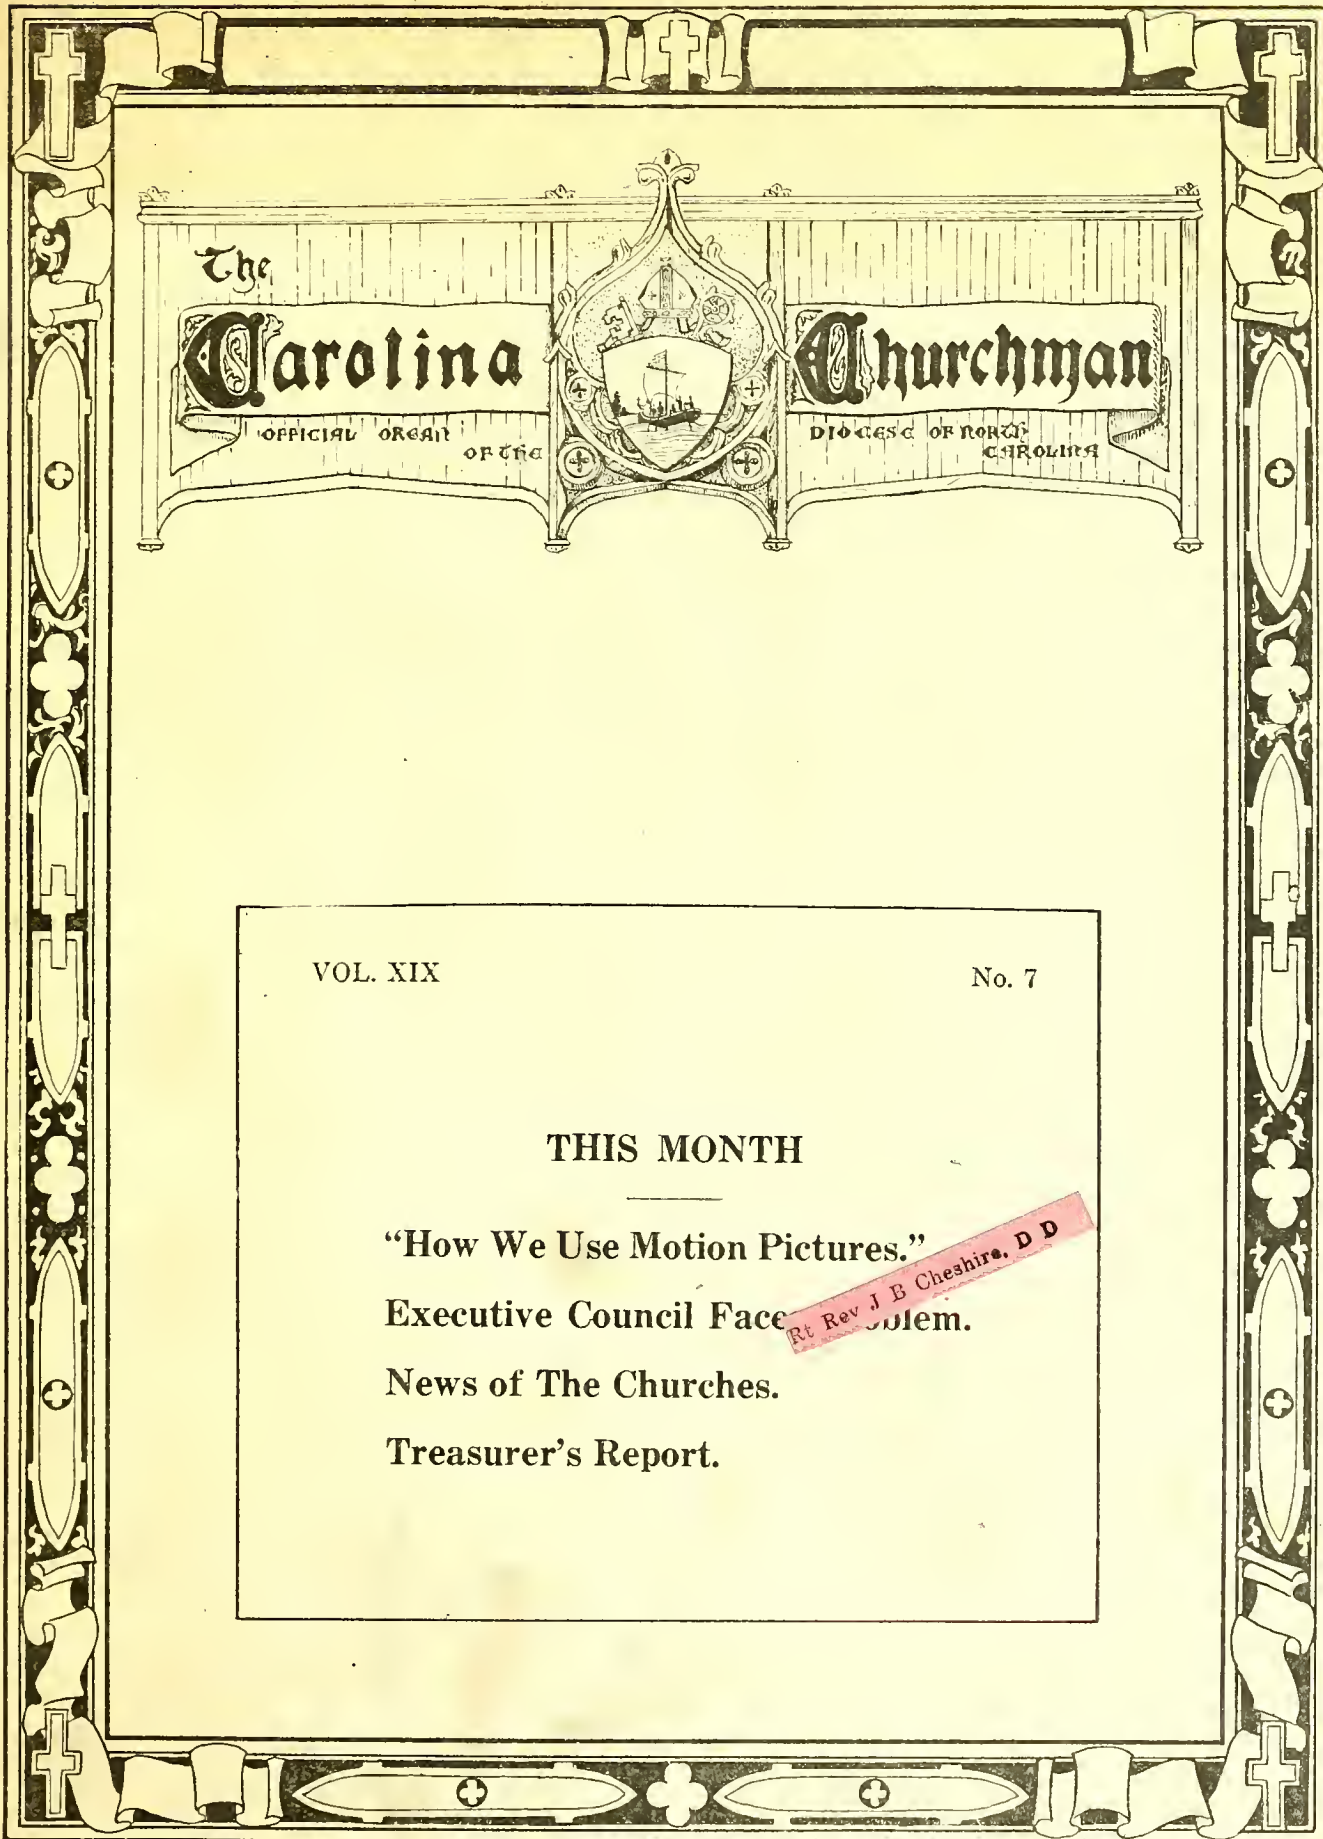 The
Carolina Churchman
OFFICIAL ORGAN
OF THE
DIOCESE OF NORTH
CAROLINA
VOL. XIX No. 7
THIS MONTH
“How We Use Motion Pictures.”
Executive Council
News of The Churches.
Treasurer’s Report.
Rt Rev J B Cheshire, D D